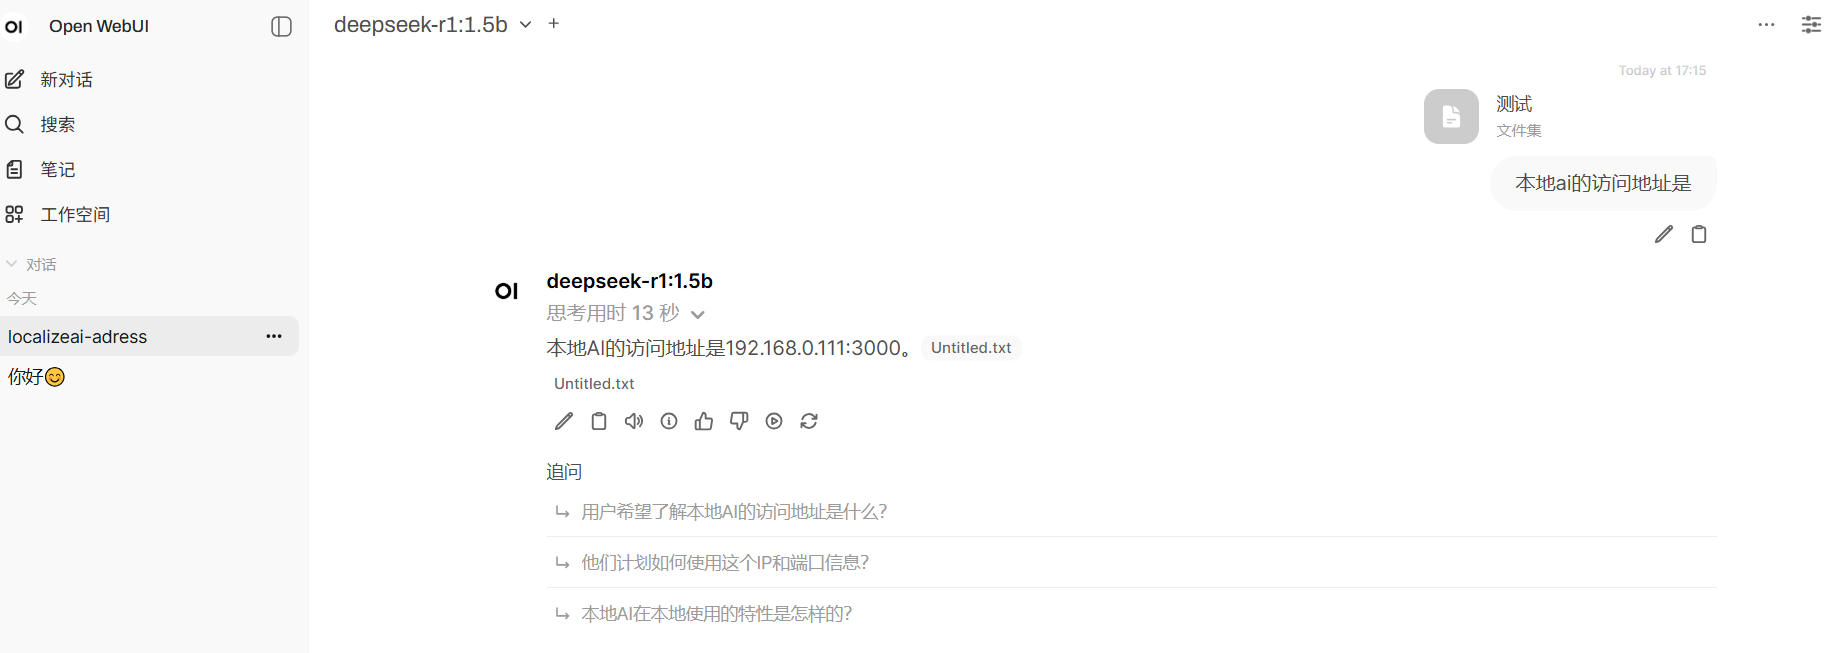 OI Open WebUI
新对话
搜索
笔记
工作空间
对话
今天
localizeai-adress
你好😊
deepseek-r1:1.5b
Today at 17:15
测试
文件集
本地ai的访问地址是
OI deepseek-r1:1.5b
思考用时 13 秒
本地AI的访问地址是192.168.0.111:3000。 Untitled.txt
Untitled.txt
追问
用户希望了解本地AI的访问地址是什么?
他们计划如何使用这个IP和端口信息?
本地AI在本地使用的特性是怎样的?